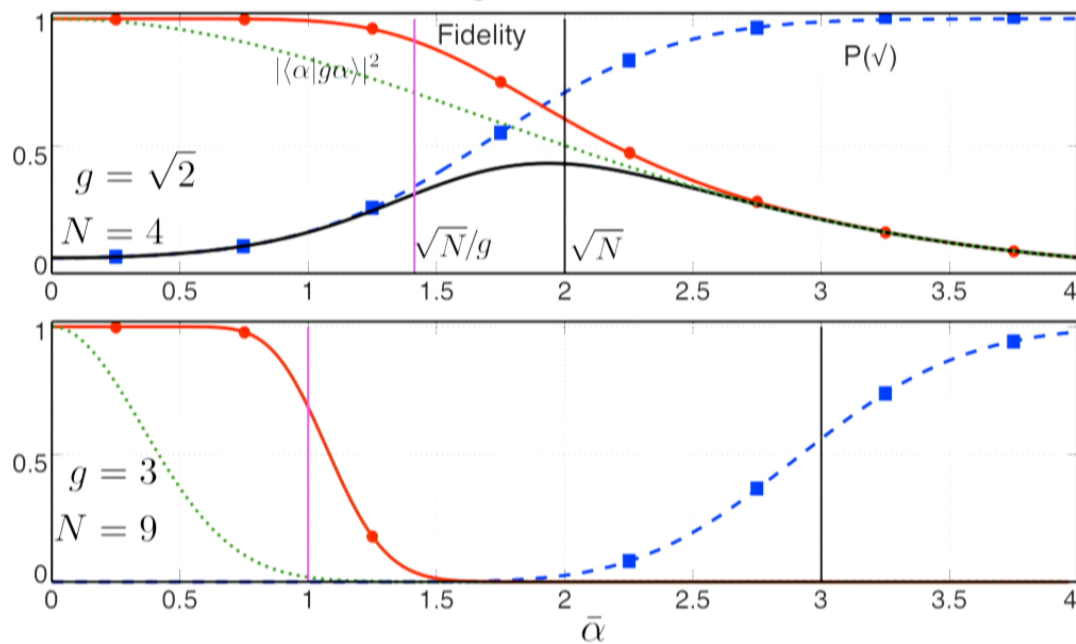 1
Fidelity
P(√)
|⟨α|gα⟩|²
0.5
g = √2
N = 4
√N/g
√N
0
0 0.5 1 1.5 2 2.5 3 3.5 4
1
0.5
g = 3
N = 9
0
0 0.5 1 1.5 2 2.5 3 3.5 4
ᾱ